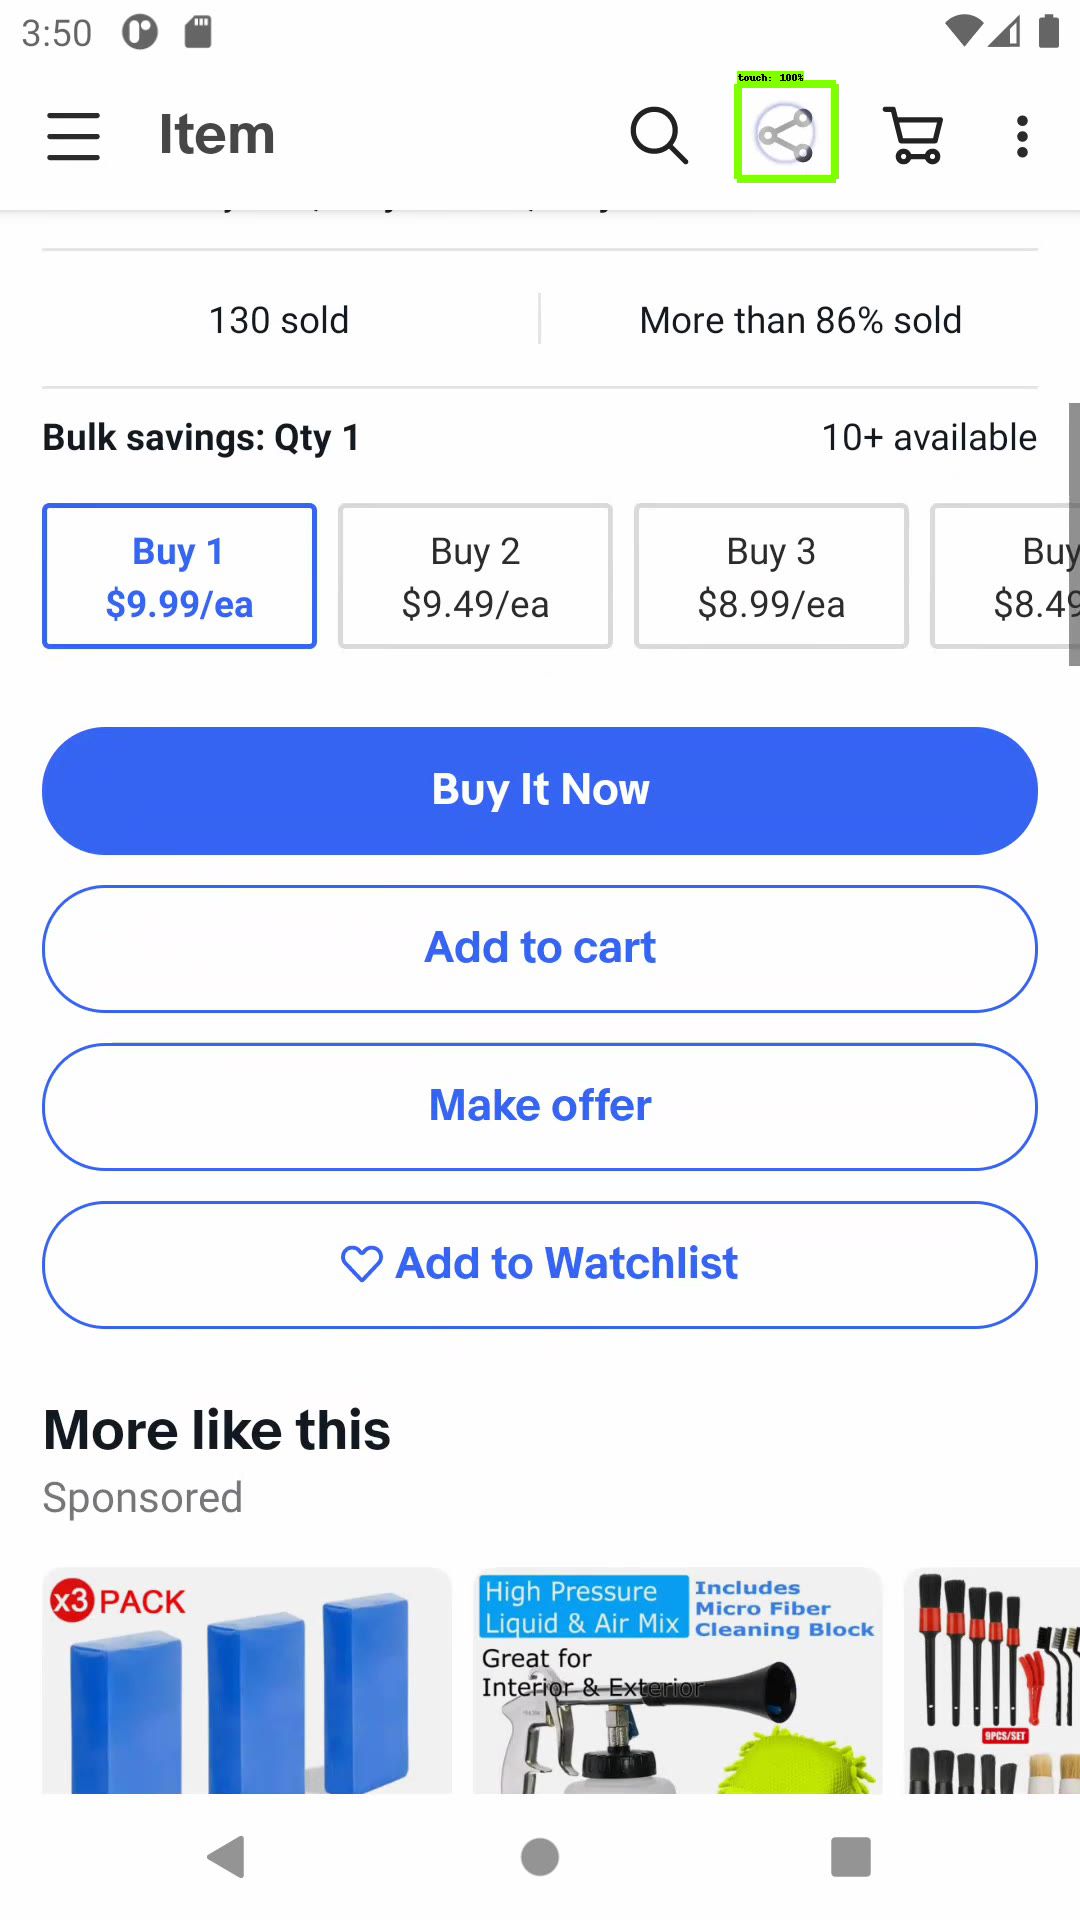 3:50
touch: 100%
Item
130 sold
More than 86% sold
Bulk savings: Qty 1
10+ available
Buy 1
$9.99/ea
Buy 2
$9.49/ea
Buy 3
$8.99/ea
Buy
$8.49
Buy It Now
Add to cart
Make offer
Add to Watchlist
More like this
Sponsored
x3 PACK
High Pressure
Liquid & Air Mix
Includes
Micro Fiber
Cleaning Block
Great for
Interior & Exterior
9PCS/SET